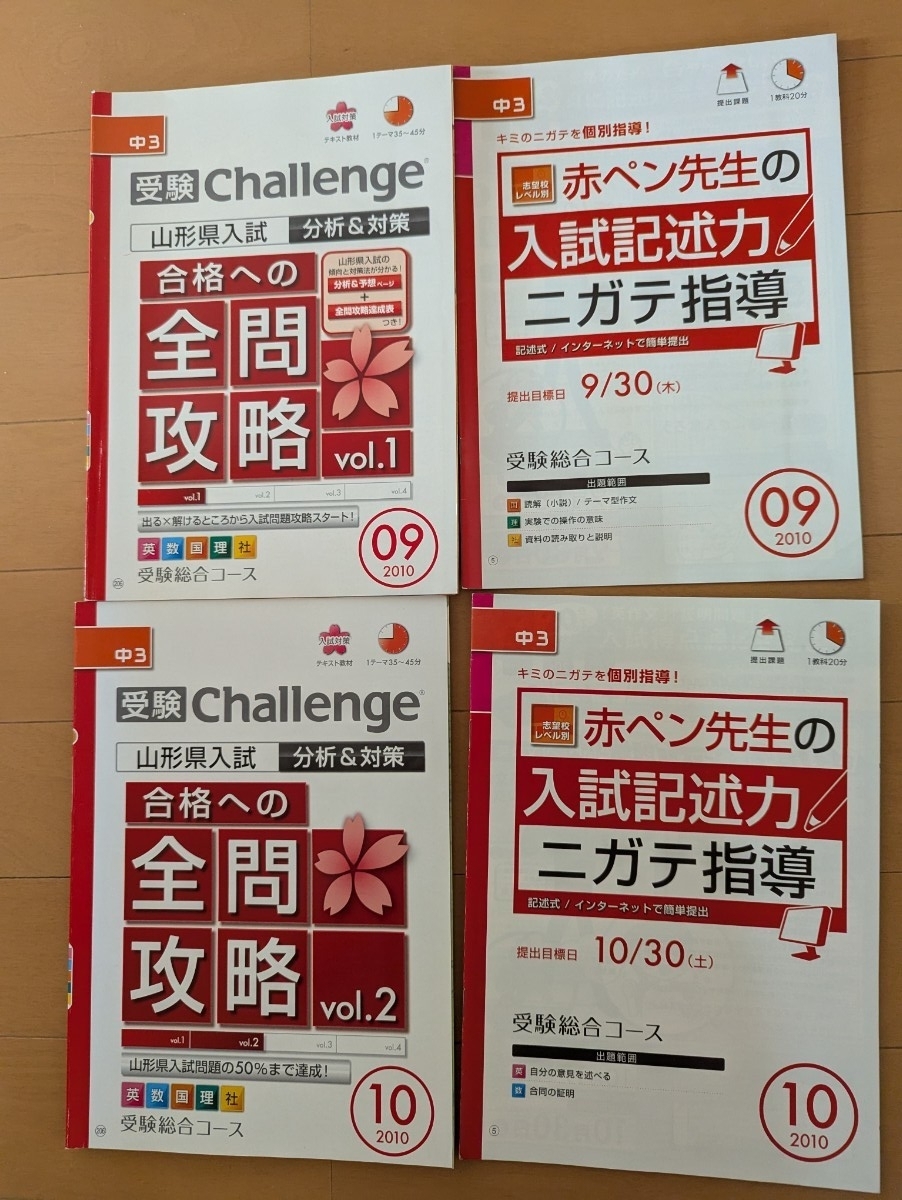 中3
入試対策
テキスト教材
1テーマ35~45分
受験 Challenge®
山形県入試 分析&対策
合格への
山形県入試の
傾向と対策法が分かる!
分析&予想ページ
+
全問攻略達成表
つき!
全問
攻略
vol.1
vol.1 vol.2 vol.3 vol.4
出る×解けるところから入試問題攻略スタート!
英 数 国 理 社
受験総合コース
09
2010
206
中3
提出課題
1教科20分
キミのニガテを個別指導!
志望校
レベル別
赤ペン先生の
入試記述力
ニガテ指導
記述式 / インターネットで簡単提出
提出目標日 9/30(木)
受験総合コース
出題範囲
国 読解(小説)/ テーマ型作文
理 実験での操作の意味
社 資料の読み取りと説明
09
2010
5
中3
入試対策
テキスト教材
1テーマ35~45分
受験 Challenge®
山形県入試 分析&対策
合格への
全問
攻略
vol.2
vol.1 vol.2 vol.3 vol.4
山形県入試問題の50%まで達成!
英 数 国 理 社
受験総合コース
10
2010
206
中3
提出課題
1教科20分
キミのニガテを個別指導!
志望校
レベル別
赤ペン先生の
入試記述力
ニガテ指導
記述式 / インターネットで簡単提出
提出目標日 10/30(土)
受験総合コース
出題範囲
英 自分の意見を述べる
数 合同の証明
10
2010
5